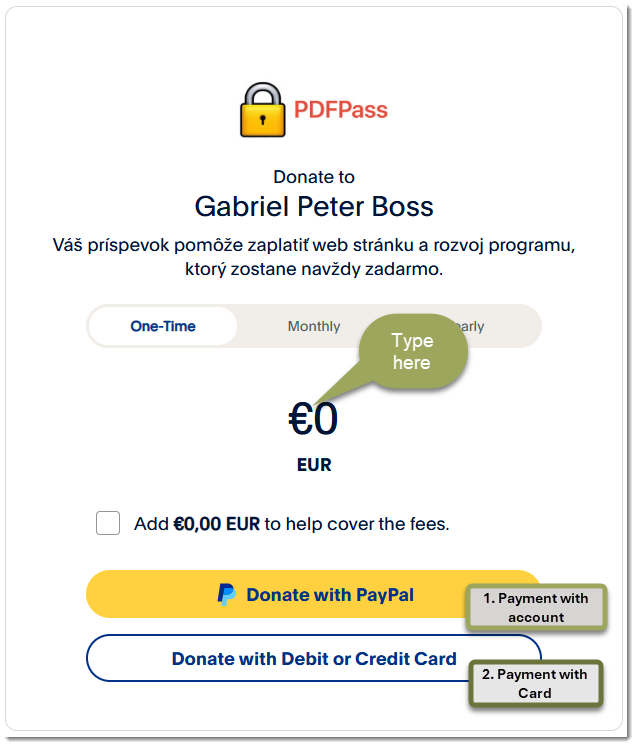 PDFPass
Donate to
Gabriel Peter Boss
Váš príspevok pomôže zaplatiť web stránku a rozvoj programu,
ktorý zostane navždy zadarmo.
One-Time Monthly
Type
here
€0
EUR
Add €0,00 EUR to help cover the fees.
Donate with PayPal
1. Payment with
account
Donate with Debit or Credit Card
2. Payment with
Card